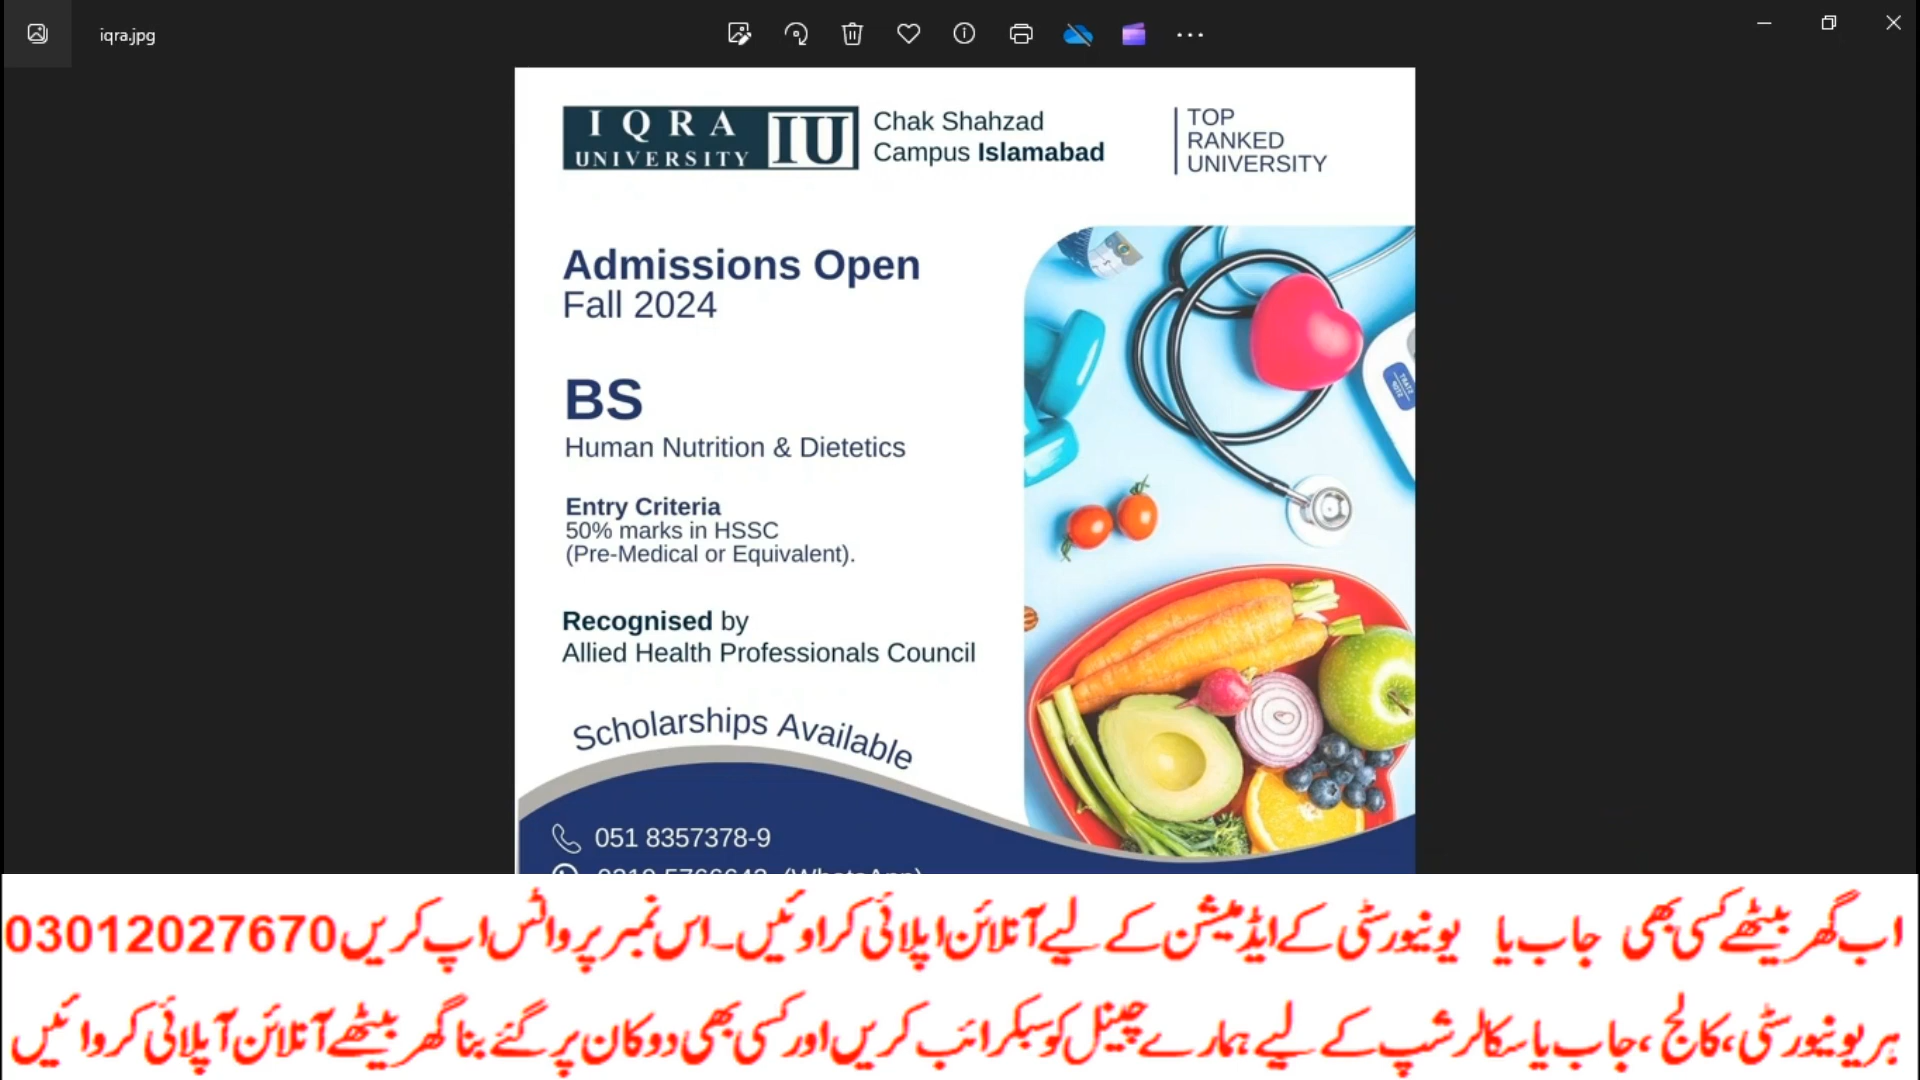 iqra.jpg
IQRA
UNIVERSITY
IU
Chak Shahzad
Campus Islamabad
TOP
RANKED
UNIVERSITY
Admissions Open
Fall 2024
BS
Human Nutrition & Dietetics
Entry Criteria
50% marks in HSSC
(Pre-Medical or Equivalent).
Recognised by
Allied Health Professionals Council
Scholarships Available
051 8357378-9
(WhatsApp)
اب گھر بیٹھے کسی بھی جاب یا یونیورسٹی کے ایڈمیشن کے لیے آنلائن اپلائی کراوئیں۔اس نمبر پر واٹس اپ کریں 03012027670
ہر یونیورسٹی، کالج ،جاب یا سکالرشپ کے لیے ہمارے چینل کو سبکرائب کریں اور کسی بھی دوکان پر گئے بنا گھر بیٹھے آنلائن آپلائی کروائیں